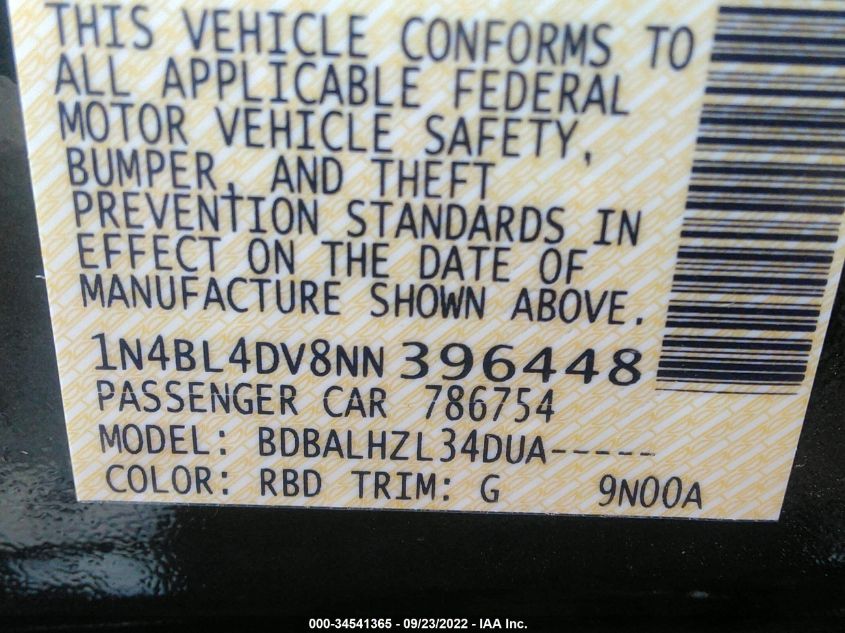 THIS VEHICLE CONFORMS TO
ALL APPLICABLE FEDERAL
MOTOR VEHICLE SAFETY,
BUMPER, AND THEFT
PREVENTION STANDARDS IN
EFFECT ON THE DATE OF
MANUFACTURE SHOWN ABOVE.
1N4BL4DV8NN 396448
PASSENGER CAR 786754
MODEL: BDBALHZL34DUA-----
COLOR: RBD TRIM: G 9N00A
000-34541365 - 09/23/2022 - IAA Inc.